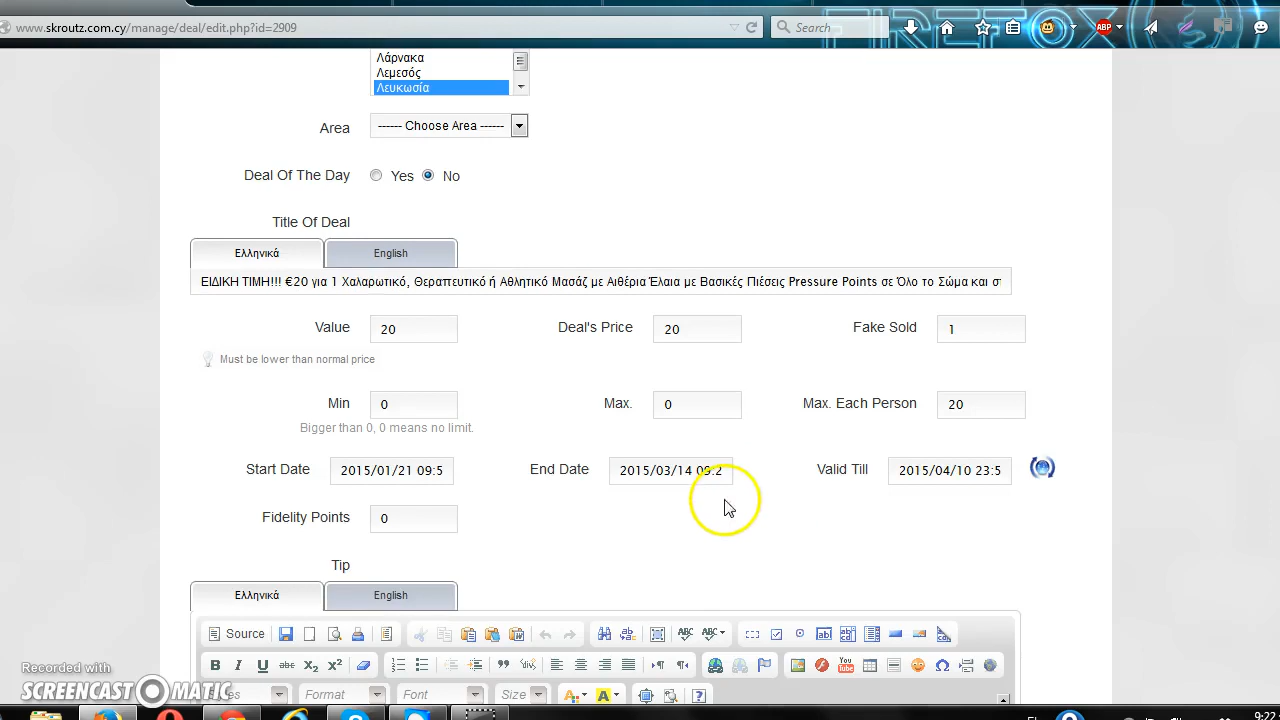 www.skroutz.com.cy/manage/deal/edit.php?id=2909
Search
ABP
Λάρνακα
Λεμεσός
Λευκωσία
Area
------ Choose Area ------
Deal Of The Day
Yes
No
Title Of Deal
Ελληνικά
English
ΕΙΔΙΚΗ ΤΙΜΗ!!! €20 για 1 Χαλαρωτικό, Θεραπευτικό ή Αθλητικό Μασάζ με Αιθέρια Έλαια με Βασικές Πιέσεις Pressure Points σε Όλο το Σώμα και στ
Value
20
Deal's Price
20
Fake Sold
1
Must be lower than normal price
Min
0
Max.
0
Max. Each Person
20
Bigger than 0, 0 means no limit.
Start Date
2015/01/21 09:5
End Date
2015/03/14 09:2
Valid Till
2015/04/10 23:5
Fidelity Points
0
Tip
Ελληνικά
English
Source
Format
Font
Size
Recorded with
SCREENCAST MATIC
9:22